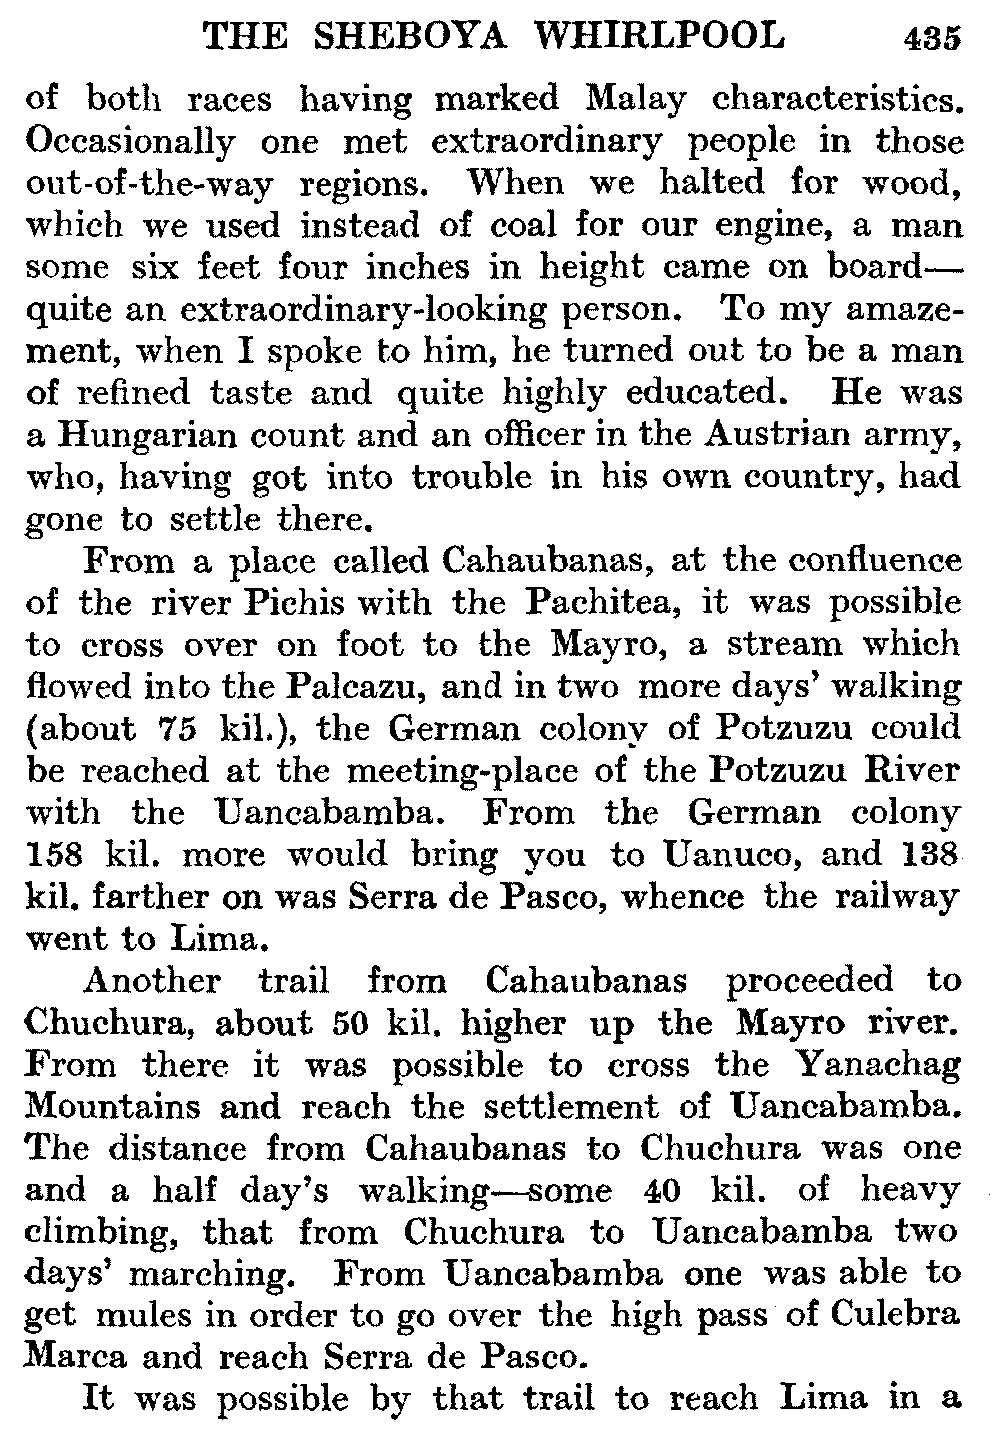 THE SHEBOYA WHIRLPOOL 435
of both races having marked Malay characteristics.
Occasionally one met extraordinary people in those
out-of-the-way regions. When we halted for wood,
which we used instead of coal for our engine, a man
some six feet four inches in height came on board—
quite an extraordinary-looking person. To my amaze-
ment, when I spoke to him, he turned out to be a man
of refined taste and quite highly educated. He was
a Hungarian count and an officer in the Austrian army,
who, having got into trouble in his own country, had
gone to settle there.
From a place called Cahaubanas, at the confluence
of the river Pichis with the Pachitea, it was possible
to cross over on foot to the Mayro, a stream which
flowed into the Palcazu, and in two more days' walking
(about 75 kil.), the German colony of Potzuzu could
be reached at the meeting-place of the Potzuzu River
with the Uancabamba. From the German colony
158 kil. more would bring you to Uanuco, and 138
kil. farther on was Serra de Pasco, whence the railway
went to Lima.
Another trail from Cahaubanas proceeded to
Chuchura, about 50 kil. higher up the Mayro river.
From there it was possible to cross the Yanachag
Mountains and reach the settlement of Uancabamba.
The distance from Cahaubanas to Chuchura was one
and a half day's walking—some 40 kil. of heavy
climbing, that from Chuchura to Uancabamba two
days' marching. From Uancabamba one was able to
get mules in order to go over the high pass of Culebra
Marca and reach Serra de Pasco.
It was possible by that trail to reach Lima in a